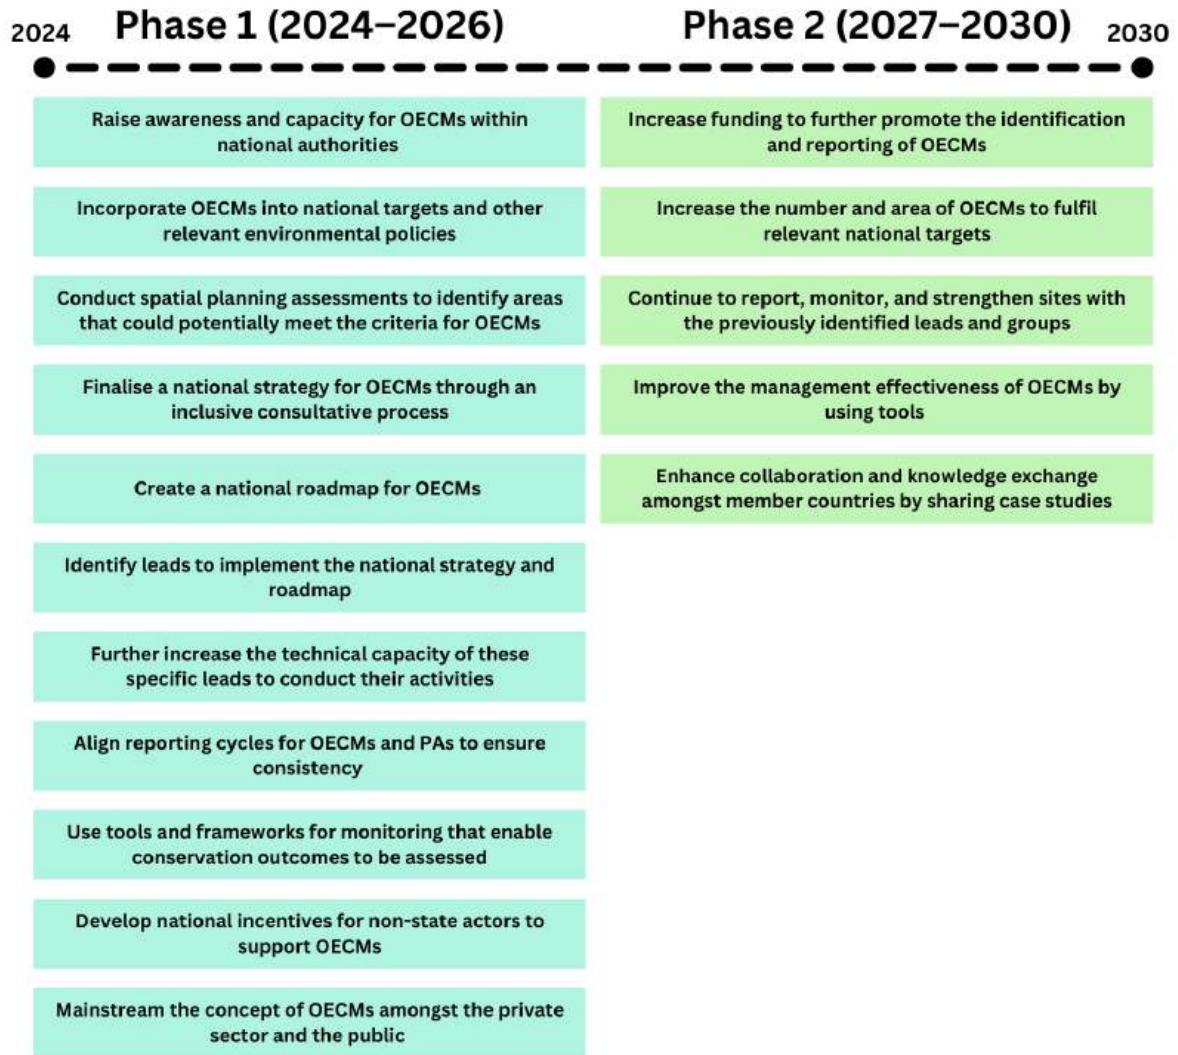 2024
Phase 1 (2024–2026)
Phase 2 (2027–2030)
2030
Raise awareness and capacity for OECMs within
national authorities
Incorporate OECMs into national targets and other
relevant environmental policies
Conduct spatial planning assessments to identify areas
that could potentially meet the criteria for OECMs
Finalise a national strategy for OECMs through an
inclusive consultative process
Create a national roadmap for OECMs
Identify leads to implement the national strategy and
roadmap
Further increase the technical capacity of these
specific leads to conduct their activities
Align reporting cycles for OECMs and PAs to ensure
consistency
Use tools and frameworks for monitoring that enable
conservation outcomes to be assessed
Develop national incentives for non-state actors to
support OECMs
Mainstream the concept of OECMs amongst the private
sector and the public
Increase funding to further promote the identification
and reporting of OECMs
Increase the number and area of OECMs to fulfil
relevant national targets
Continue to report, monitor, and strengthen sites with
the previously identified leads and groups
Improve the management effectiveness of OECMs by
using tools
Enhance collaboration and knowledge exchange
amongst member countries by sharing case studies